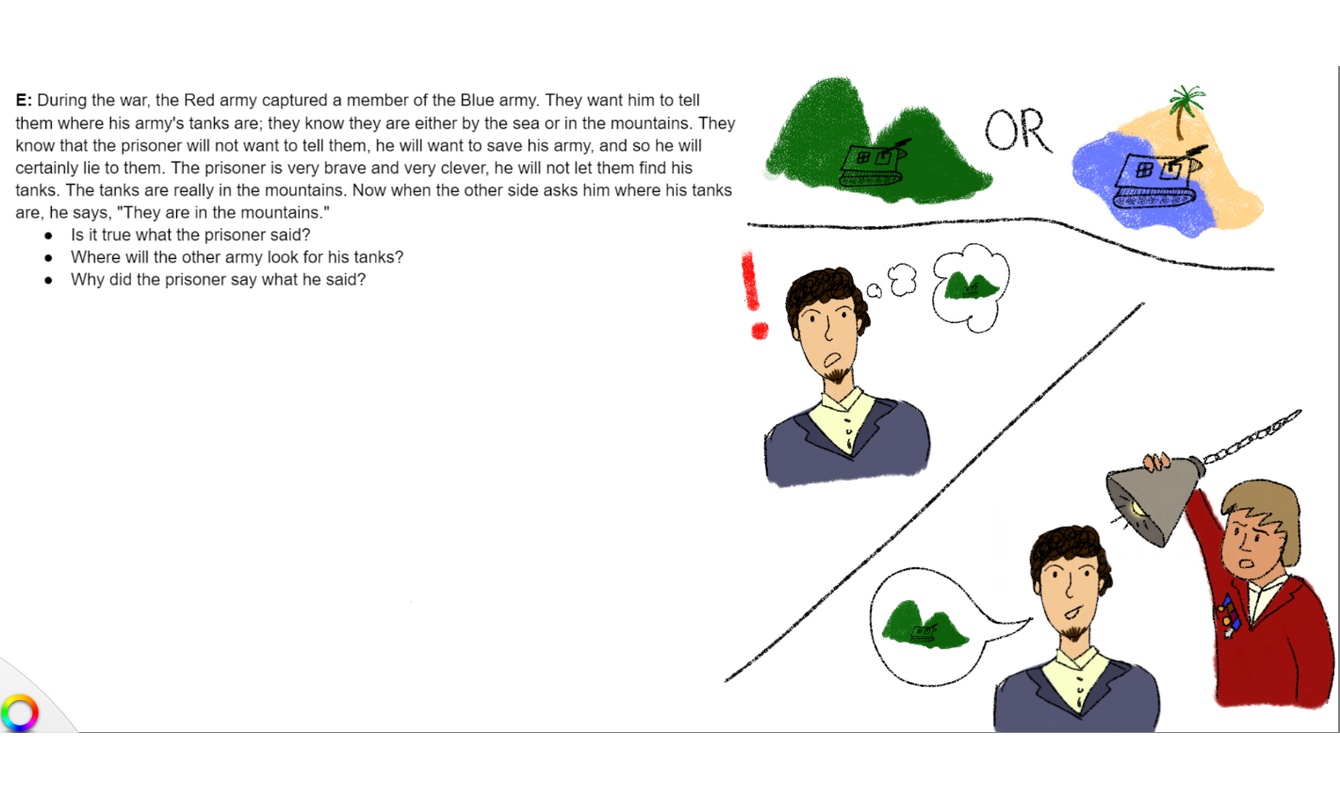 E: During the war, the Red army captured a member of the Blue army. They want him to tell
them where his army's tanks are; they know they are either by the sea or in the mountains. They
know that the prisoner will not want to tell them, he will want to save his army, and so he will
certainly lie to them. The prisoner is very brave and very clever, he will not let them find his
tanks. The tanks are really in the mountains. Now when the other side asks him where his tanks
are, he says, "They are in the mountains."
● Is it true what the prisoner said?
● Where will the other army look for his tanks?
● Why did the prisoner say what he said?
OR
!